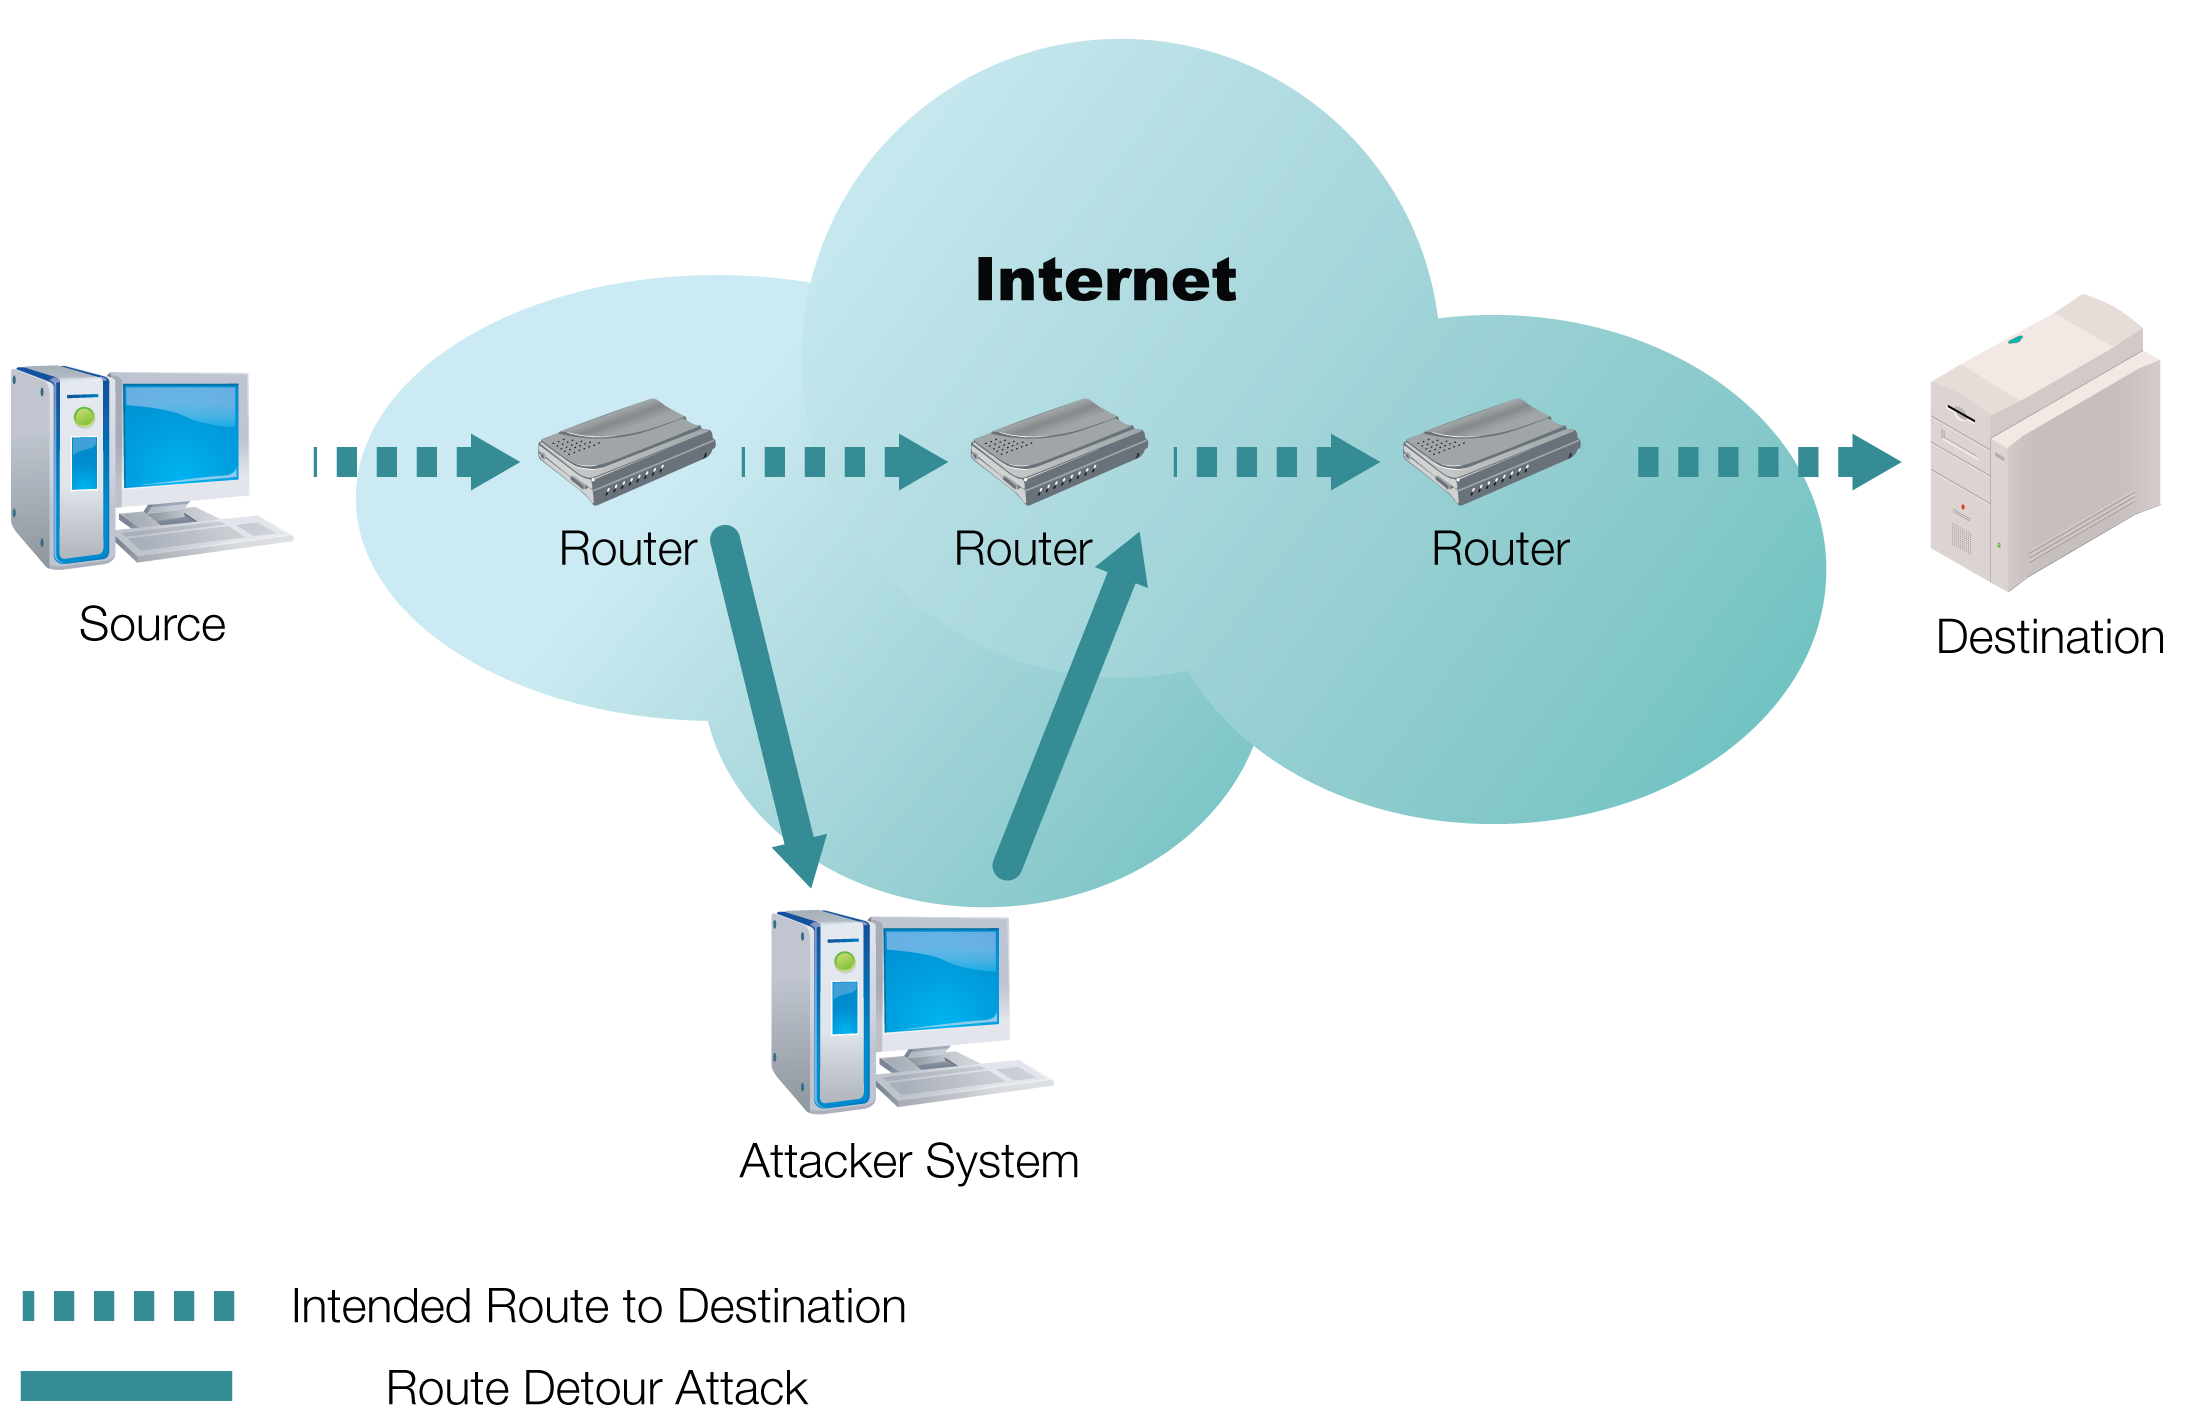 Internet
Router
Router
Router
Source
Destination
Attacker System
Intended Route to Destination
Route Detour Attack